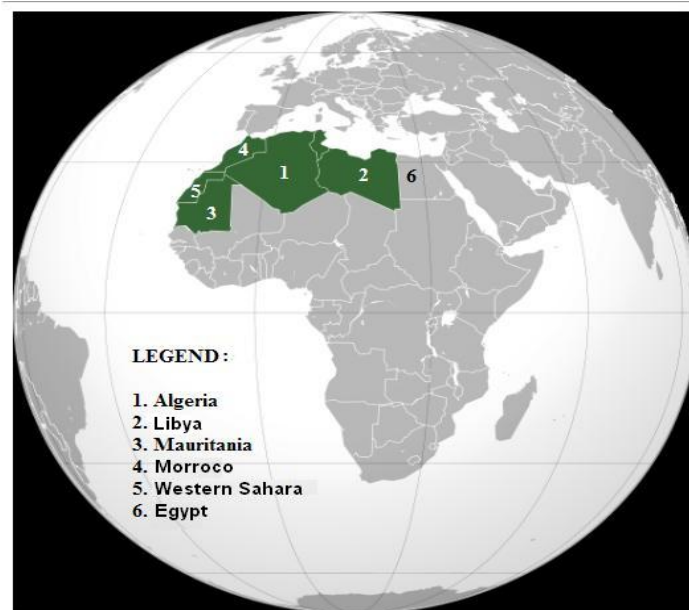 4
1
2
6
5
3
LEGEND :
1. Algeria
2. Libya
3. Mauritania
4. Morroco
5. Western Sahara
6. Egypt